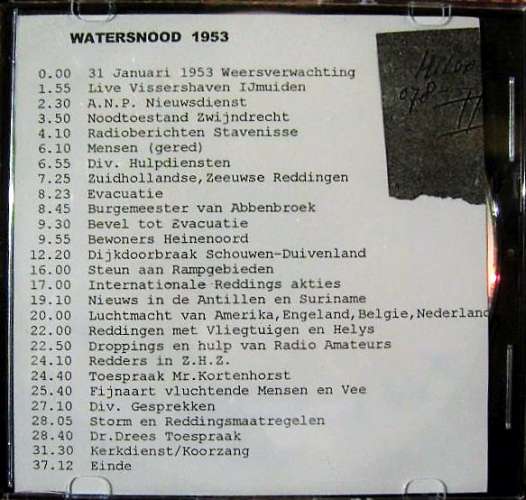 WATERSNOOD 1953
0.00 31 Januari 1953 Weersverwachting
1.55 Live Vissershaven IJmuiden
2.30 A.N.P. Nieuwsdienst
3.50 Noodtoestand Zwijndrecht
4.10 Radioberichten Stavenisse
6.10 Mensen (gered)
6.55 Div. Hulpdiensten
7.25 Zuidhollandse,Zeeuwse Reddingen
8.23 Evacuatie
8.45 Burgemeester van Abbenbroek
9.30 Bevel tot Evacuatie
9.55 Bewoners Heinenoord
12.20 Dijkdoorbraak Schouwen-Duivenland
16.00 Steun aan Rampgebieden
17.00 Internationale Reddings akties
19.10 Nieuws in de Antillen en Suriname
20.00 Luchtmacht van Amerika,Engeland,Belgie,Nederland
22.00 Reddingen met Vliegtuigen en Helys
22.50 Droppings en hulp van Radio Amateurs
24.10 Redders in Z.H.Z.
24.40 Toespraak Mr.Kortenhorst
25.40 Fijnaart vluchtende Mensen en Vee
27.10 Div. Gesprekken
28.05 Storm en Reddingsmaatregelen
28.40 Dr.Drees Toespraak
31.30 Kerkdienst/Koorzang
37.12 Einde
078